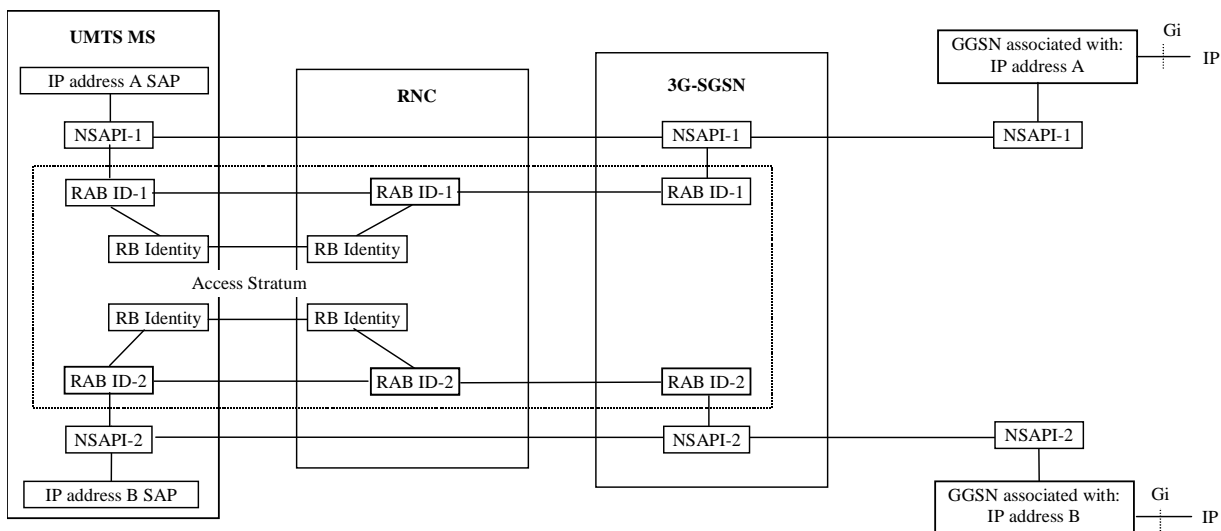 UMTS MS
IP address A SAP
RNC
3G-SGSN
GGSN associated with:
IP address A
Gi
IP
NSAPI-1
NSAPI-1
NSAPI-1
RAB ID-1
RAB ID-1
RAB ID-1
RB Identity
RB Identity
Access Stratum
RB Identity
RB Identity
RAB ID-2
RAB ID-2
RAB ID-2
NSAPI-2
NSAPI-2
NSAPI-2
IP address B SAP
GGSN associated with:
IP address B
Gi
IP